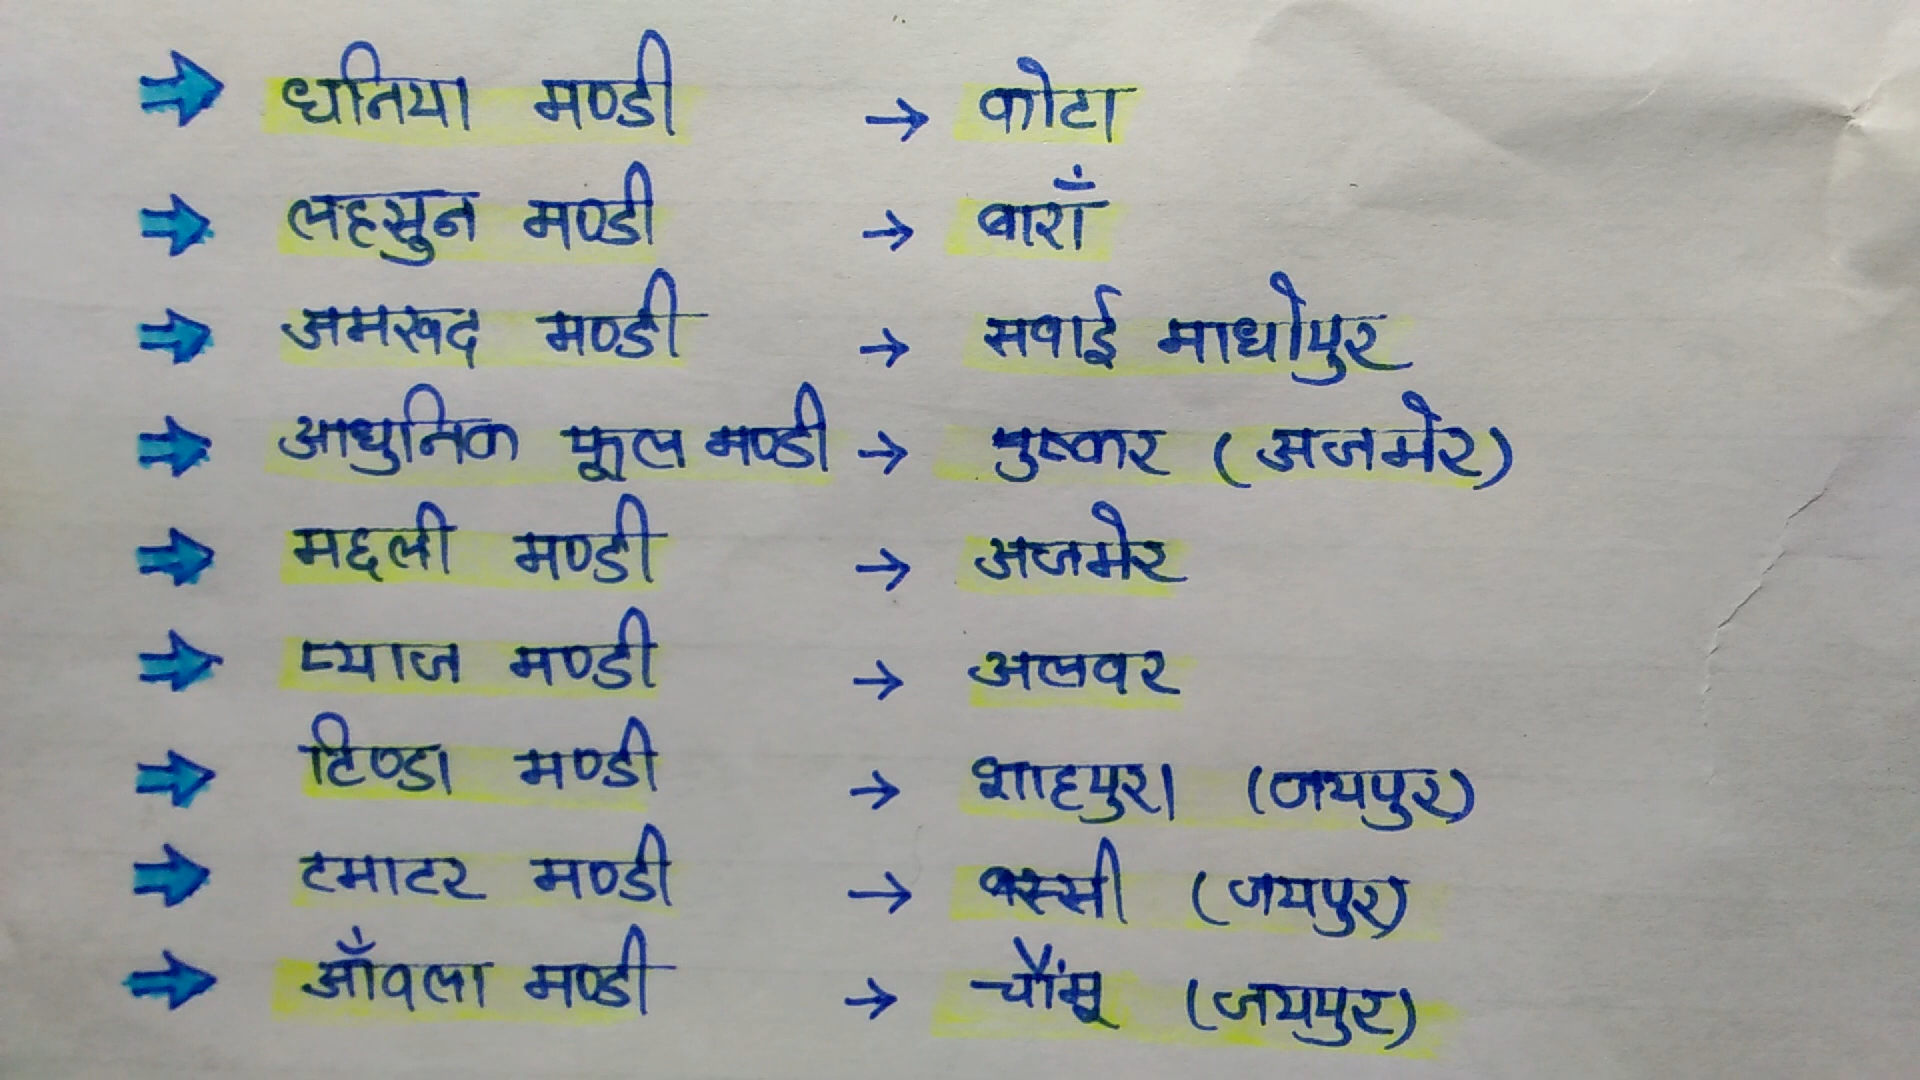 ⇒ धनिया मण्डी → कोटा
⇒ लहसुन मण्डी → बाराँ
⇒ अमरूद मण्डी → सवाई माधोपुर
⇒ आधुनिक फूल मण्डी → पुष्कर (अजमेर)
⇒ मछली मण्डी → अजमेर
⇒ प्याज मण्डी → अलवर
⇒ टिण्डा मण्डी → शाहपुरा (जयपुर)
⇒ टमाटर मण्डी → बस्सी (जयपुर)
⇒ आँवला मण्डी → चौंमू (जयपुर)